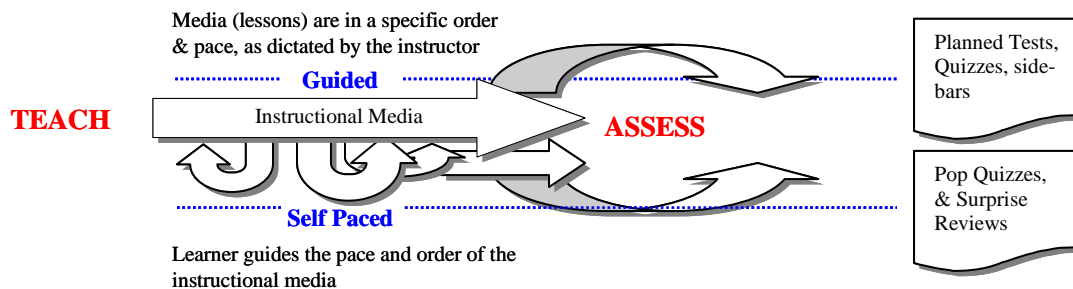 Media (lessons) are in a specific order
& pace, as dictated by the instructor
Guided
TEACH
Instructional Media
ASSESS
Self Paced
Learner guides the pace and order of the
instructional media
Planned Tests,
Quizzes, side-
bars
Pop Quizzes,
& Surprise
Reviews